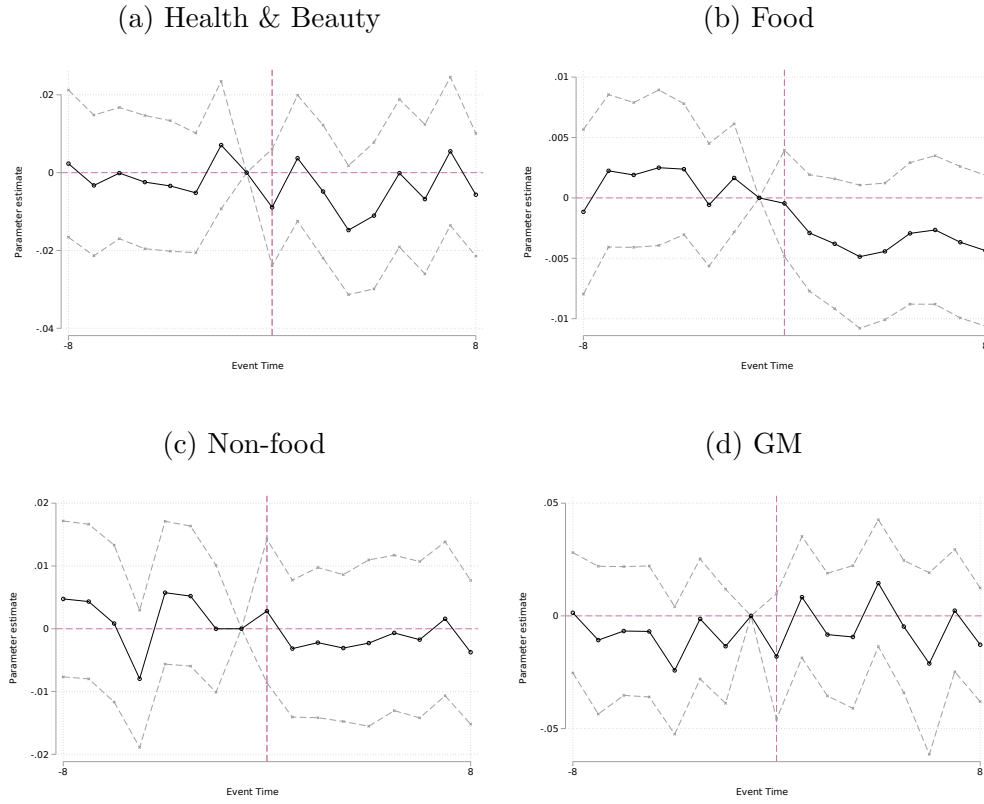 (a) Health & Beauty
Parameter estimate
.02
0
-.02
-.04
-8
8
Event Time
(b) Food
Parameter estimate
.01
.005
0
-.005
-.01
-8
8
Event Time
(c) Non-food
Parameter estimate
.02
.01
0
-.01
-.02
-8
8
Event Time
(d) GM
Parameter estimate
.05
0
-.05
-8
8
Event Time